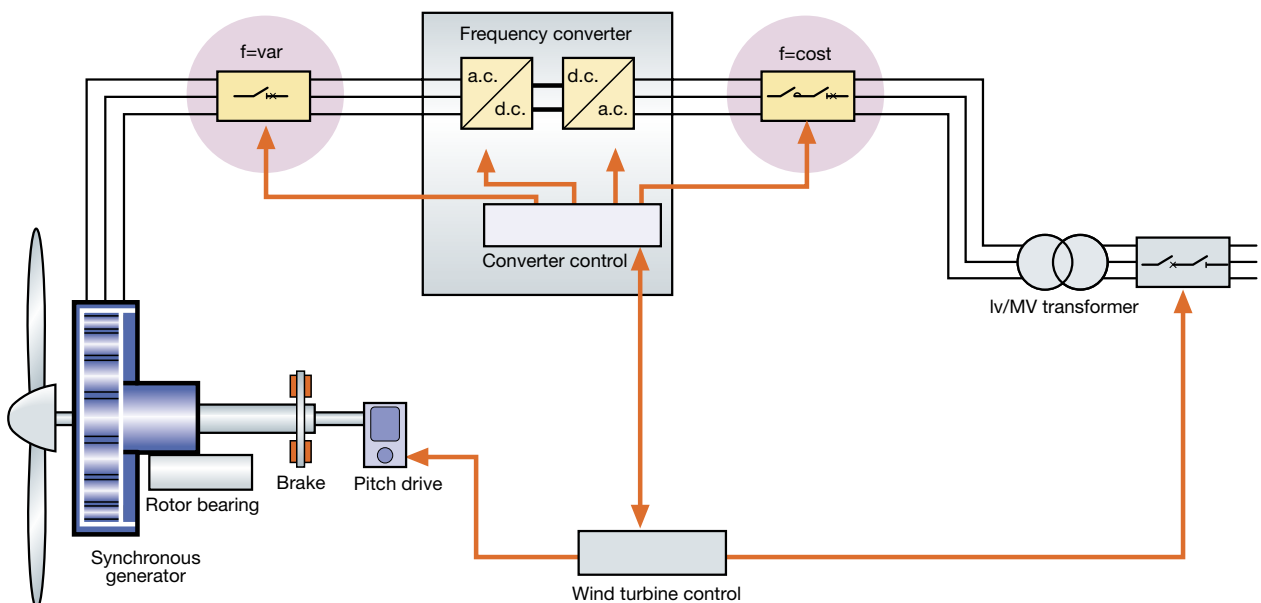 Frequency converter
f=var
f=cost
a.c.
d.c.
d.c.
a.c.
Converter control
lv/MV transformer
Rotor bearing
Brake
Pitch drive
Synchronous
generator
Wind turbine control